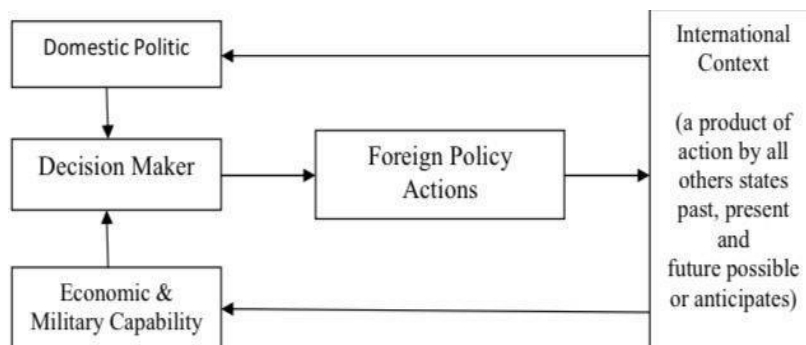 Domestic Politic
Decision Maker
Economic &
Military Capability
Foreign Policy
Actions
International
Context
(a product of
action by all
others states
past, present
and
future possible
or anticipates)